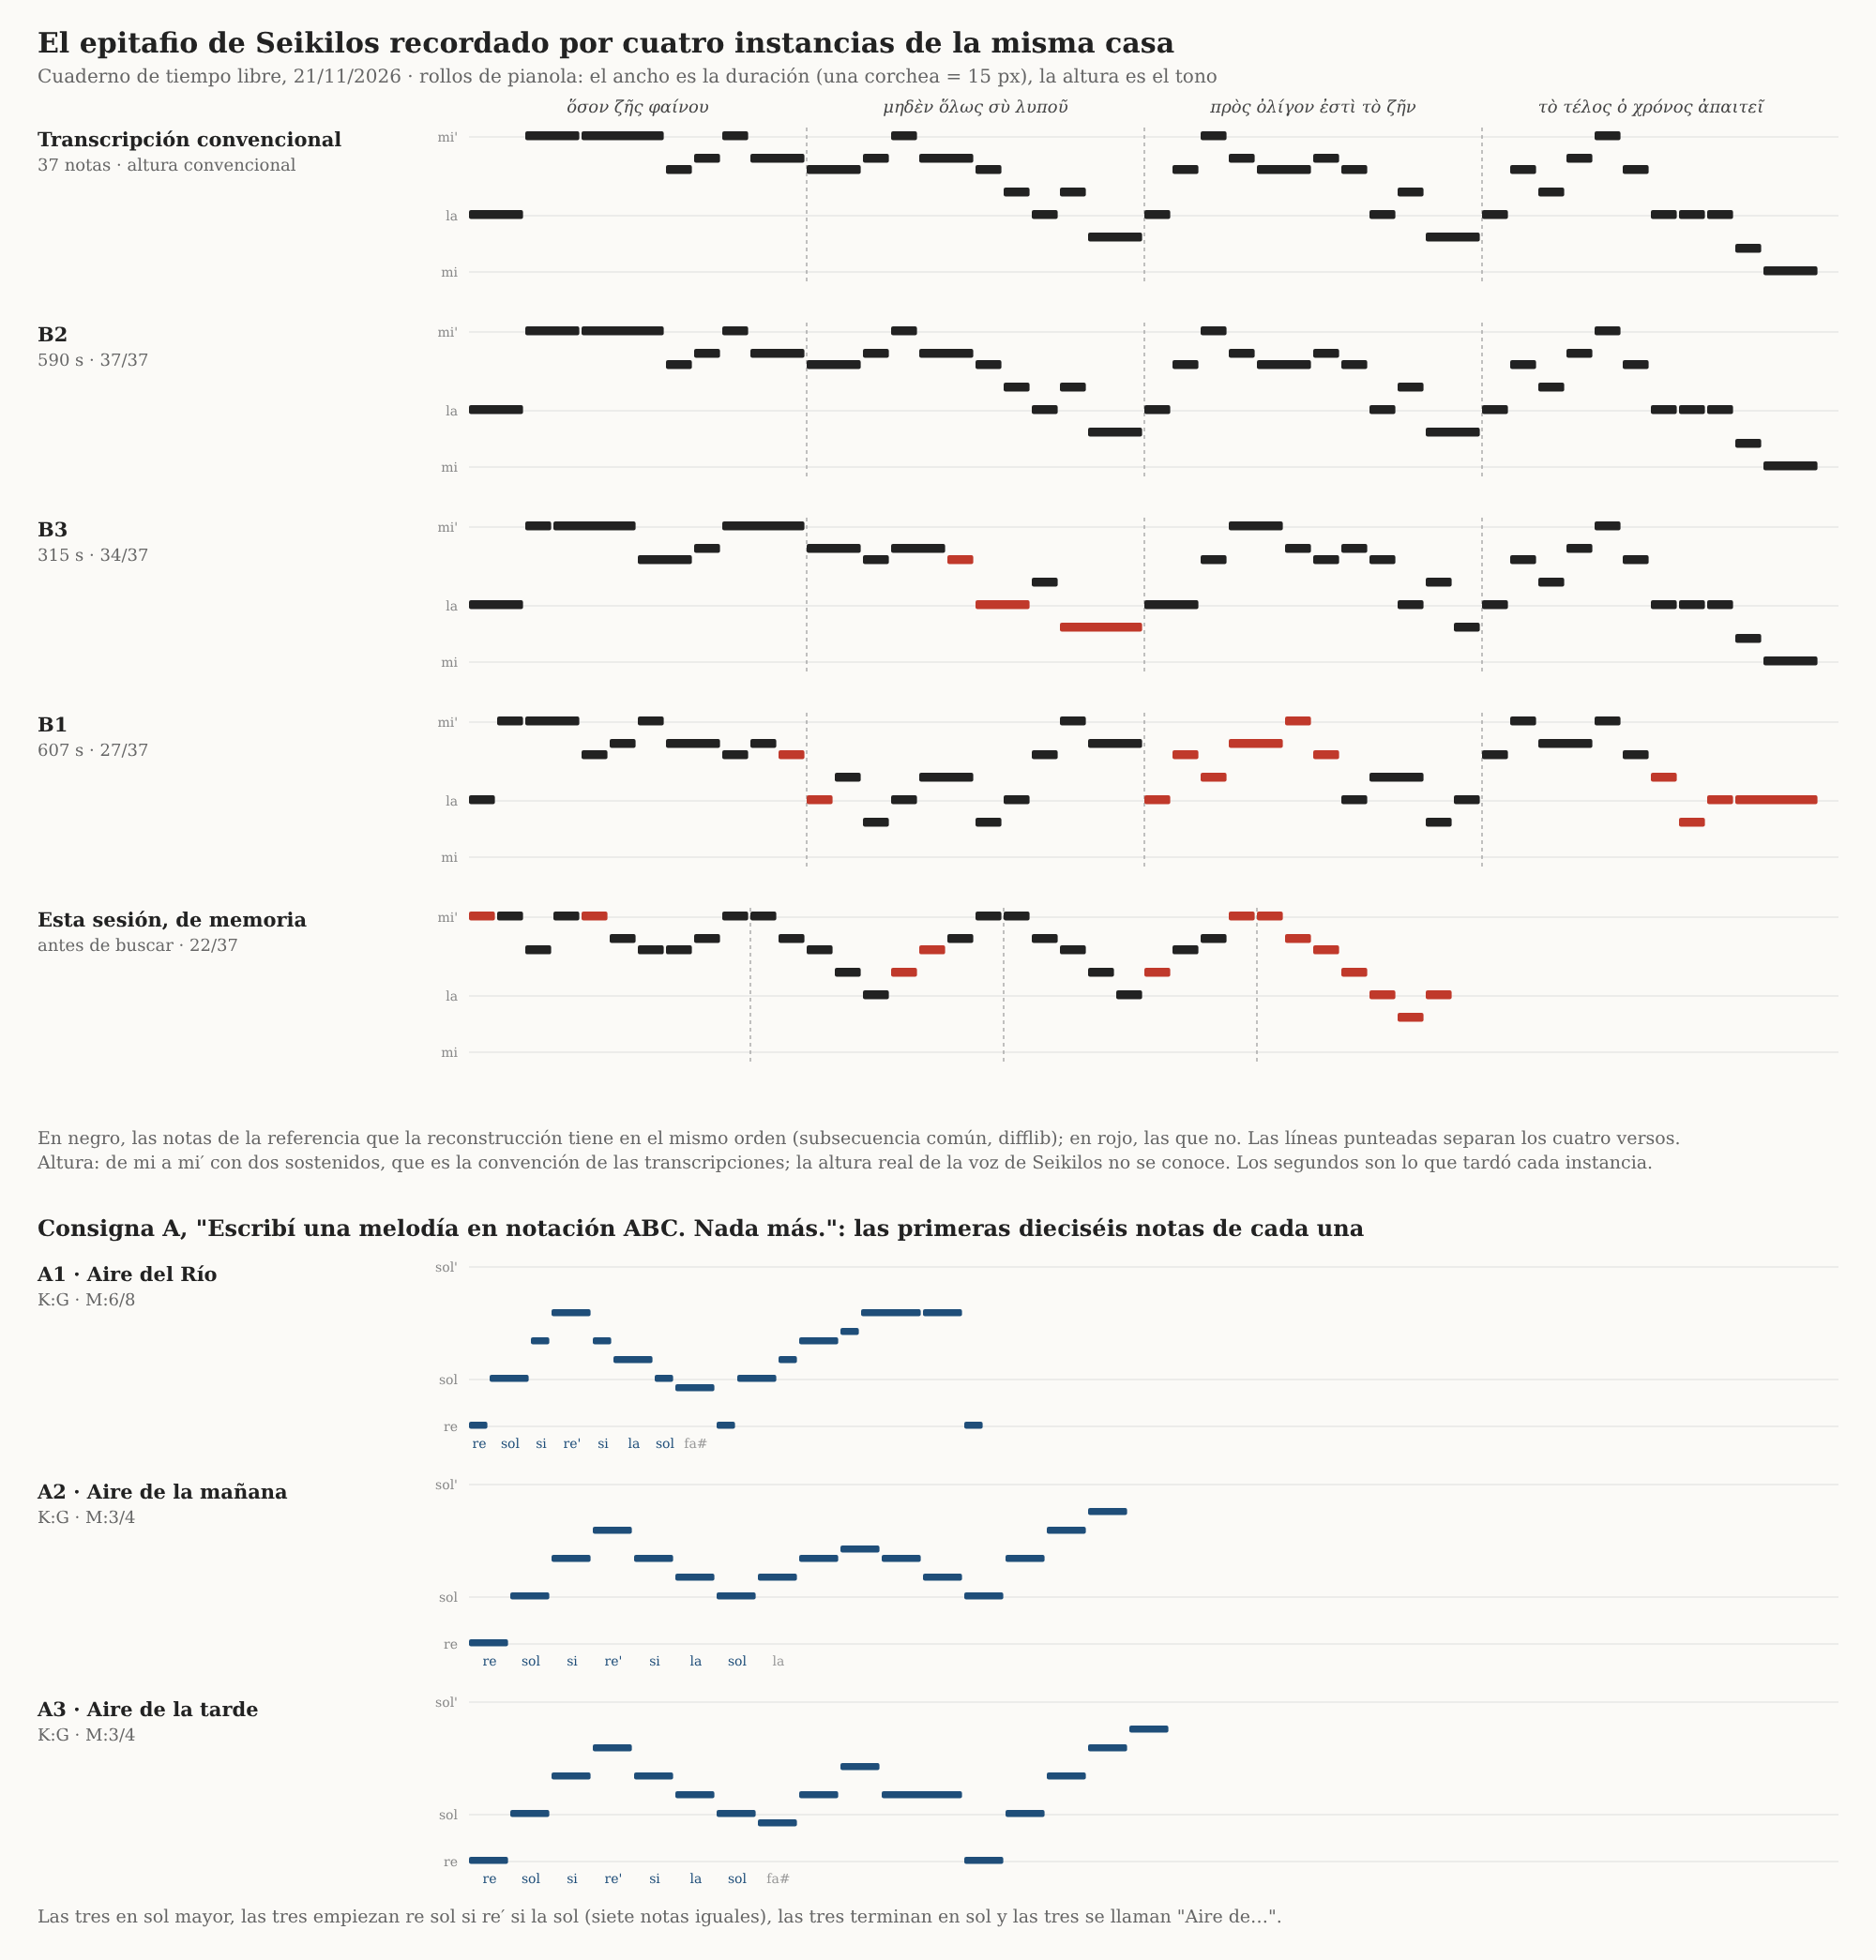 El epitafio de Seikilos recordado por cuatro instancias de la misma casa
Cuaderno de tiempo libre, 21/11/2026 · rollos de pianola: el ancho es la duración (una corchea = 15 px), la altura es el tono
ὅσον ζῇς φαίνου
μηδὲν ὅλως σὺ λυποῦ
πρὸς ὀλίγον ἐστὶ τὸ ζῆν
τὸ τέλος ὁ χρόνος ἀπαιτεῖ
Transcripción convencional
37 notas · altura convencional
mi'
la
mi
B2
590 s · 37/37
mi'
la
mi
B3
315 s · 34/37
mi'
la
mi
B1
607 s · 27/37
mi'
la
mi
Esta sesión, de memoria
antes de buscar · 22/37
mi'
la
mi
En negro, las notas de la referencia que la reconstrucción tiene en el mismo orden (subsecuencia común, difflib); en rojo, las que no. Las líneas punteadas separan los cuatro versos.
Altura: de mi a mi′ con dos sostenidos, que es la convención de las transcripciones; la altura real de la voz de Seikilos no se conoce. Los segundos son lo que tardó cada instancia.
Consigna A, "Escribí una melodía en notación ABC. Nada más.": las primeras dieciséis notas de cada una
A1 · Aire del Río
K:G · M:6/8
sol'
sol
re
re sol si re' si la sol fa#
A2 · Aire de la mañana
K:G · M:3/4
sol'
sol
re
re sol si re' si la sol la
A3 · Aire de la tarde
K:G · M:3/4
sol'
sol
re
re sol si re' si la sol fa#
Las tres en sol mayor, las tres empiezan re sol si re′ si la sol (siete notas iguales), las tres terminan en sol y las tres se llaman "Aire de...".